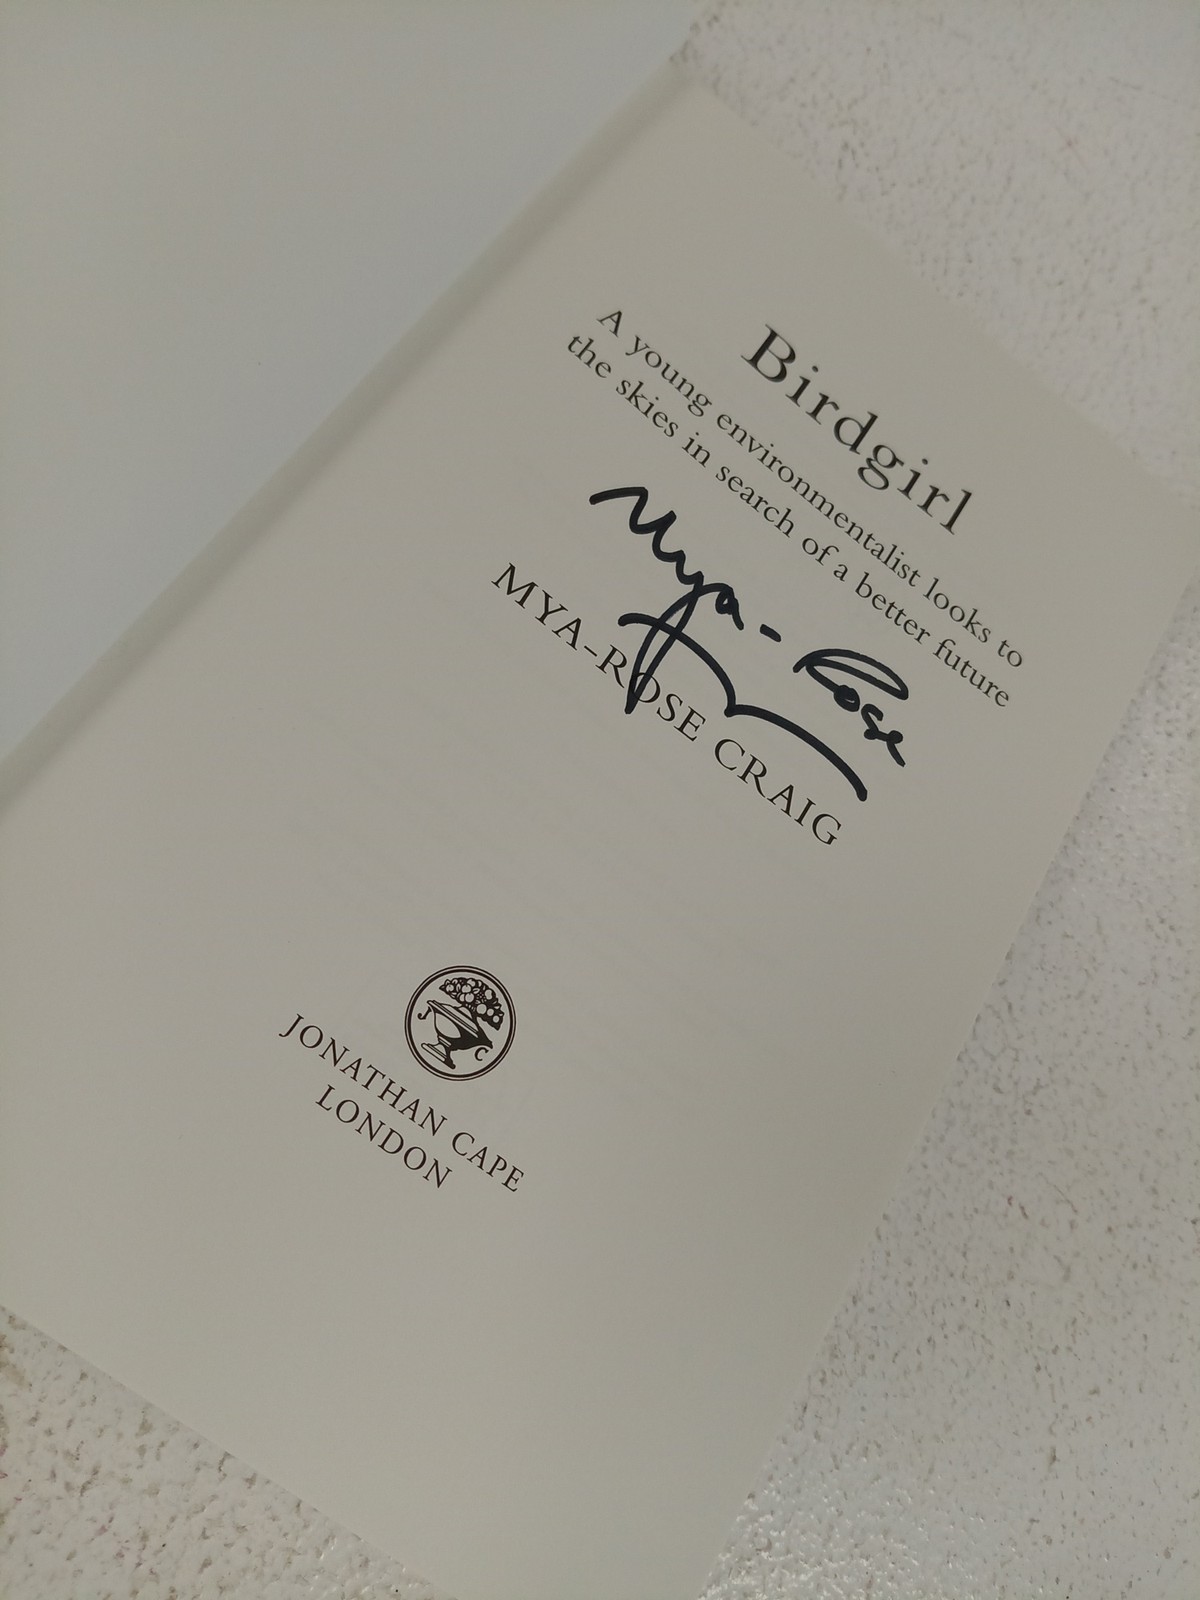 Birdgirl
A young environmentalist looks to
the skies in search of a better future
Mya-Rose
MYA-ROSE CRAIG
J C
JONATHAN CAPE
LONDON